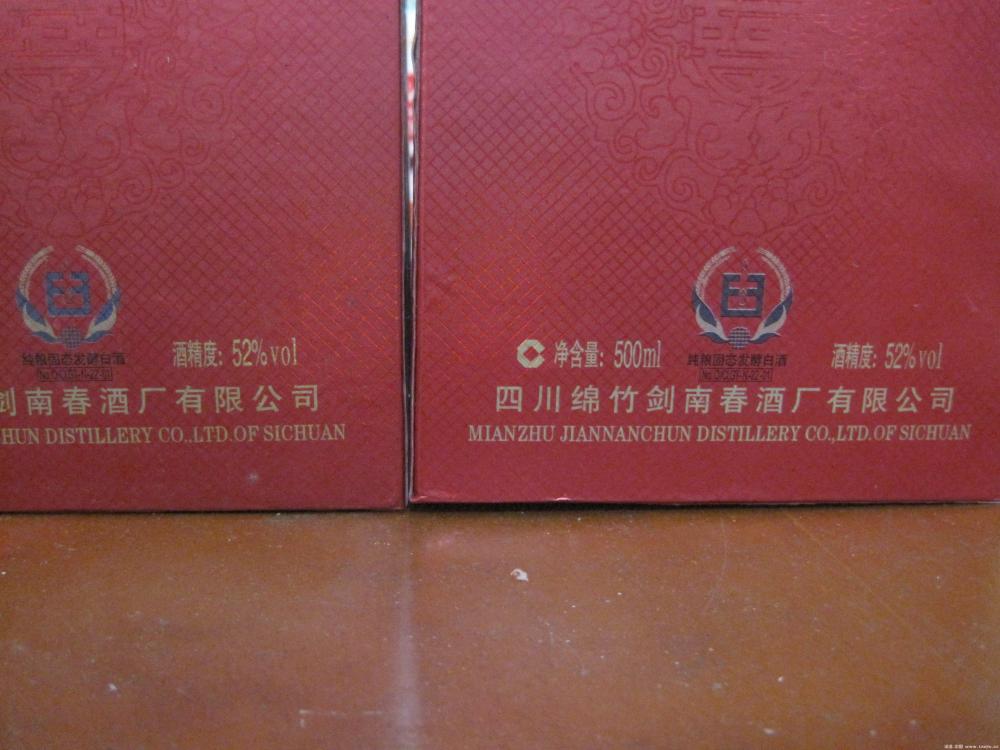 纯粮固态发酵白酒
酒精度: 52%vol
剑南春酒厂有限公司
HUN DISTILLERY CO.,LTD.OF SICHUAN
净含量: 500ml
纯粮固态发酵白酒
酒精度: 52%vol
四川绵竹剑南春酒厂有限公司
MIANZHU JIANNANCHUN DISTILLERY CO.,LTD.OF SICHUAN